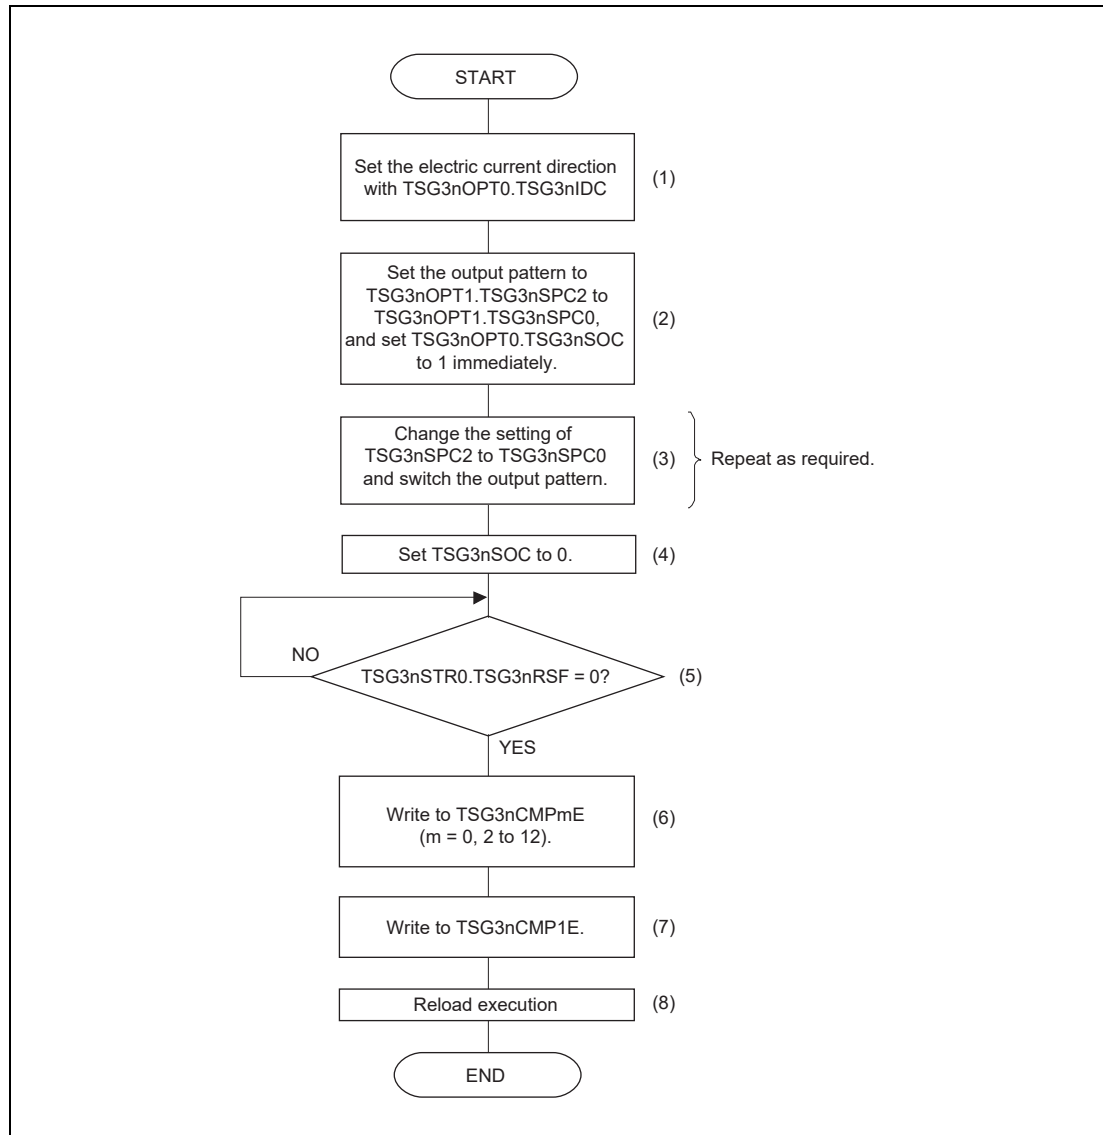 START
Set the electric current direction
with TSG3nOPT0.TSG3nIDC
(1)
Set the output pattern to
TSG3nOPT1.TSG3nSPC2 to
TSG3nOPT1.TSG3nSPC0,
and set TSG3nOPT0.TSG3nSOC
to 1 immediately.
(2)
Change the setting of
TSG3nSPC2 to TSG3nSPC0
and switch the output pattern.
(3)
Repeat as required.
Set TSG3nSOC to 0.
(4)
NO
TSG3nSTR0.TSG3nRSF = 0?
(5)
YES
Write to TSG3nCMPmE
(m = 0, 2 to 12).
(6)
Write to TSG3nCMP1E.
(7)
Reload execution
(8)
END